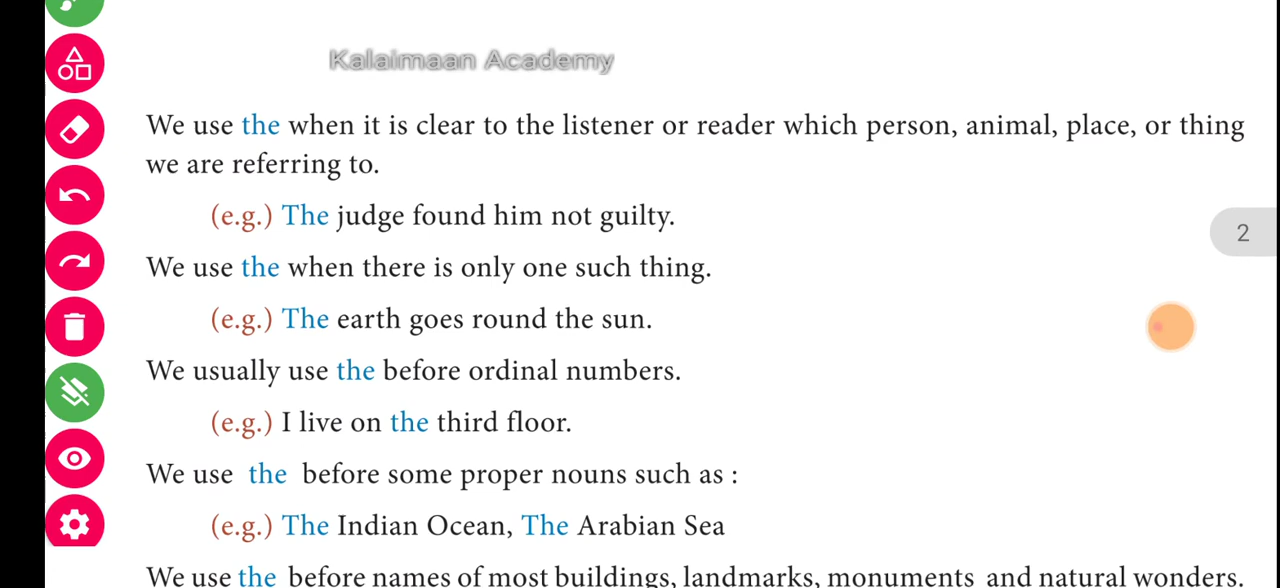 Kalaimaan Academy
We use the when it is clear to the listener or reader which person, animal, place, or thing
we are referring to.
(e.g.) The judge found him not guilty.
2
We use the when there is only one such thing.
(e.g.) The earth goes round the sun.
We usually use the before ordinal numbers.
(e.g.) I live on the third floor.
We use the before some proper nouns such as :
(e.g.) The Indian Ocean, The Arabian Sea
We use the before names of most buildings, landmarks, monuments and natural wonders.